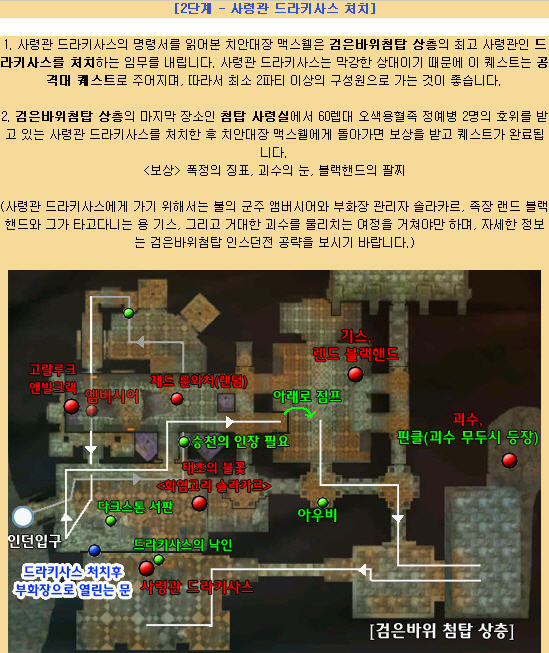 [2단계 - 사령관 드라키사스 처치]
1. 사령관 드라키사스의 명령서를 읽어본 치안대장 맥스웰은 검은바위첨탑 상층의 최고 사령관인 드
라키사스를 처치하는 임무를 내립니다. 사령관 드라키사스는 막강한 상대이기 때문에 이 퀘스트는 공
격대 퀘스트로 주어지며, 따라서 최소 2파티 이상의 구성원으로 가는 것이 좋습니다.
2. 검은바위첨탑 상층의 마지막 장소인 첨탑 사령실에서 60렙대 오색용혈족 정예병 2명의 호위를 받
고 있는 사령관 드라키사스를 처치한 후 치안대장 맥스웰에게 돌아가면 보상을 받고 퀘스트가 완료됩
니다.
<보상> 폭정의 징표, 괴수의 눈, 블랙핸드의 팔찌
(사령관 드라키사스에게 가기 위해서는 불의 군주 앰버시어와 부화장 관리자 솔라카르, 족장 랜드 블랙
핸드와 그가 타고다니는 용 기스, 그리고 거대한 괴수를 물리치는 여정을 거쳐야만 하며, 자세한 정보
는 검은바위첨탑 인스턴전 공략을 보시기 바랍니다.)
기스,
렌드 블랙핸드
고랄루크
앤빌크랙
엠버시어
제드 룬와처(랜덤)
아래로 점프
괴수,
핀클(괴수 무두시 등장)
승천의 인장 필요
태초의 불꽃
<화염고리 솔라카르>
다크스톤 서판
아우비
인던입구
드라키사스의 낙인
드라키사스 처치후
부화장으로 열린는 문
사령관 드라키사스
[검은바위 첨탑 상층]